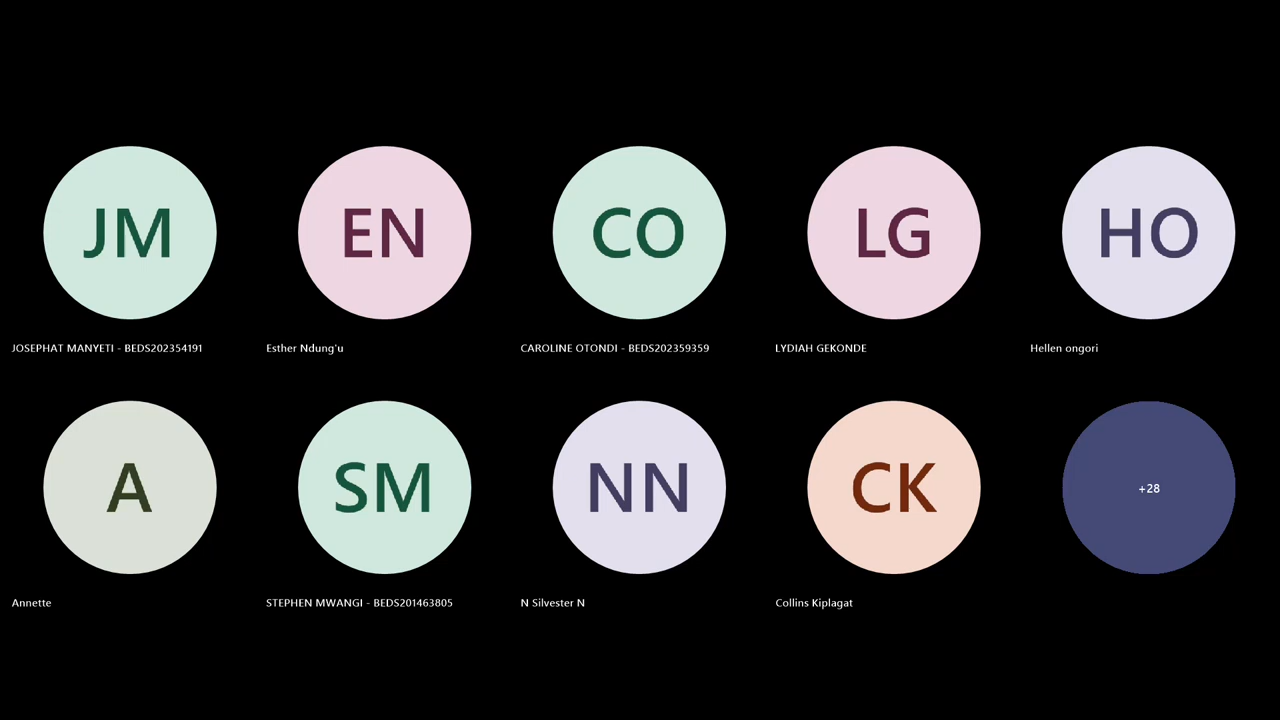 JM
EN
CO
LG
HO
JOSEPHAT MANYETI - BEDS202354191
Esther Ndung'u
CAROLINE OTONDI - BEDS202359359
LYDIAH GEKONDE
Hellen ongori
A
SM
NN
CK
+28
Annette
STEPHEN MWANGI - BEDS201463805
N Silvester N
Collins Kiplagat